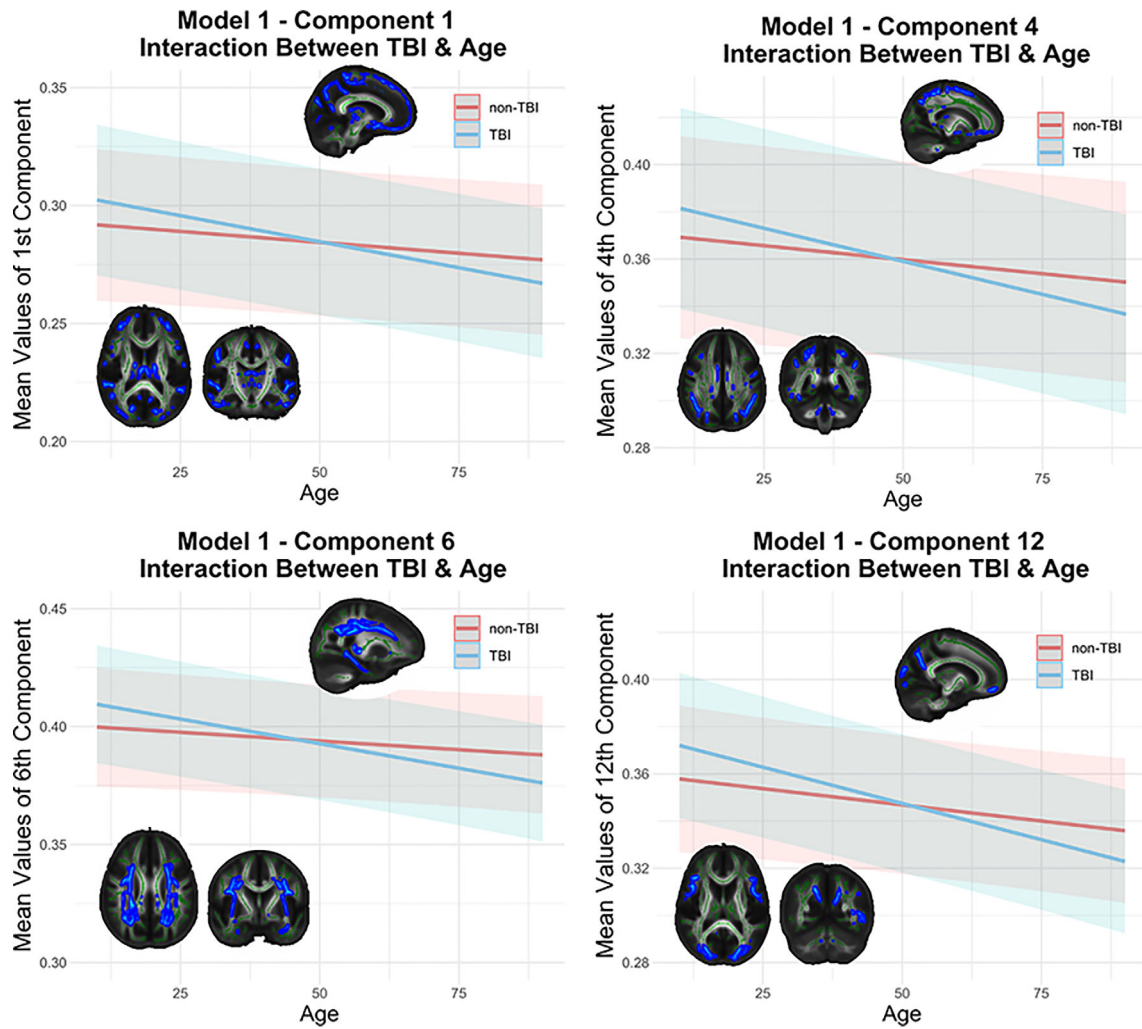 Model 1 - Component 1
Interaction Between TBI & Age
Mean Values of 1st Component
0.35
0.30
0.25
0.20
non-TBI
TBI
25
50
75
Age
Model 1 - Component 4
Interaction Between TBI & Age
Mean Values of 4th Component
0.40
0.36
0.32
0.28
non-TBI
TBI
25
50
75
Age
Model 1 - Component 6
Interaction Between TBI & Age
Mean Values of 6th Component
0.45
0.40
0.35
0.30
non-TBI
TBI
25
50
75
Age
Model 1 - Component 12
Interaction Between TBI & Age
Mean Values of 12th Component
0.40
0.36
0.32
0.28
non-TBI
TBI
25
50
75
Age